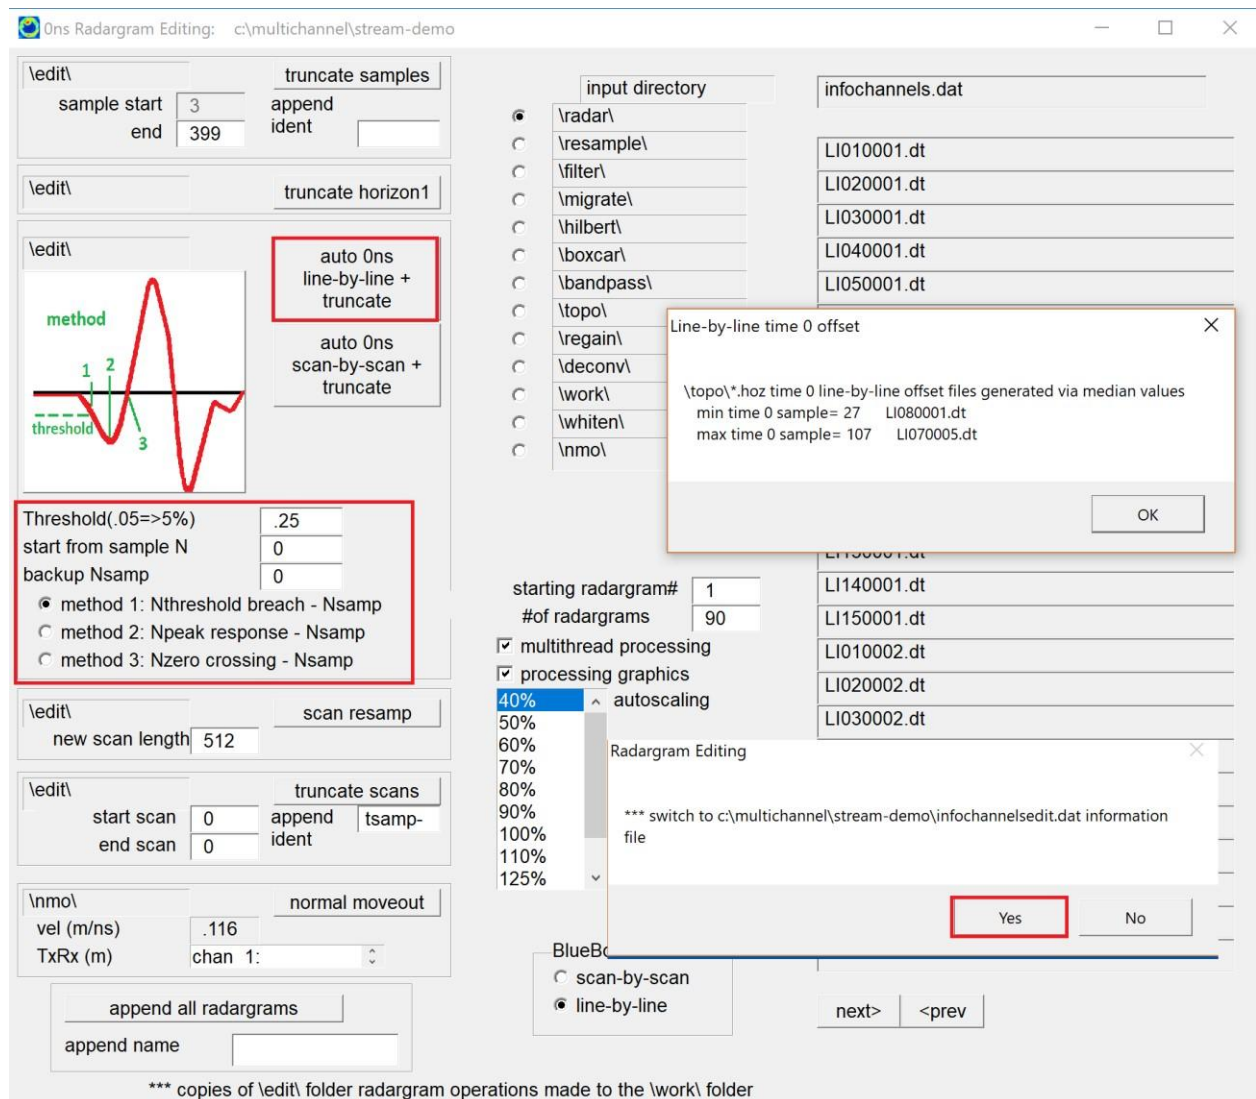 0ns Radargram Editing: c:\multichannel\stream-demo
\edit\
truncate samples
sample start 3
end 399
append
ident
\edit\
truncate horizon1
\edit\
auto 0ns
line-by-line +
truncate
auto 0ns
scan-by-scan +
truncate
method
1 2
threshold
3
Threshold(.05=>5%) .25
start from sample N 0
backup Nsamp 0
method 1: Nthreshold breach - Nsamp
method 2: Npeak response - Nsamp
method 3: Nzero crossing - Nsamp
\edit\
scan resamp
new scan length 512
\edit\
truncate scans
start scan 0
end scan 0
append
ident
tsamp-
\nmo\
normal moveout
vel (m/ns) .116
TxRx (m) chan 1:
append all radargrams
append name
input directory
\radar\
\resample\
\filter\
\migrate\
\hilbert\
\boxcar\
\bandpass\
\topo\
\regain\
\deconv\
\work\
\whiten\
\nmo\
starting radargram# 1
#of radargrams 90
multithread processing
processing graphics
40%
50%
60%
70%
80%
90%
100%
110%
125%
autoscaling
scan-by-scan
line-by-line
infochannels.dat
LI010001.dt
LI020001.dt
LI030001.dt
LI040001.dt
LI050001.dt
Line-by-line time 0 offset
\topo\*.hoz time 0 line-by-line offset files generated via median values
min time 0 sample= 27 LI080001.dt
max time 0 sample= 107 LI070005.dt
OK
LI140001.dt
LI150001.dt
LI010002.dt
LI020002.dt
LI030002.dt
Radargram Editing
*** switch to c:\multichannel\stream-demo\infochannelsedit.dat information
file
Yes
No
next>
<prev
*** copies of \edit\ folder radargram operations made to the \work\ folder